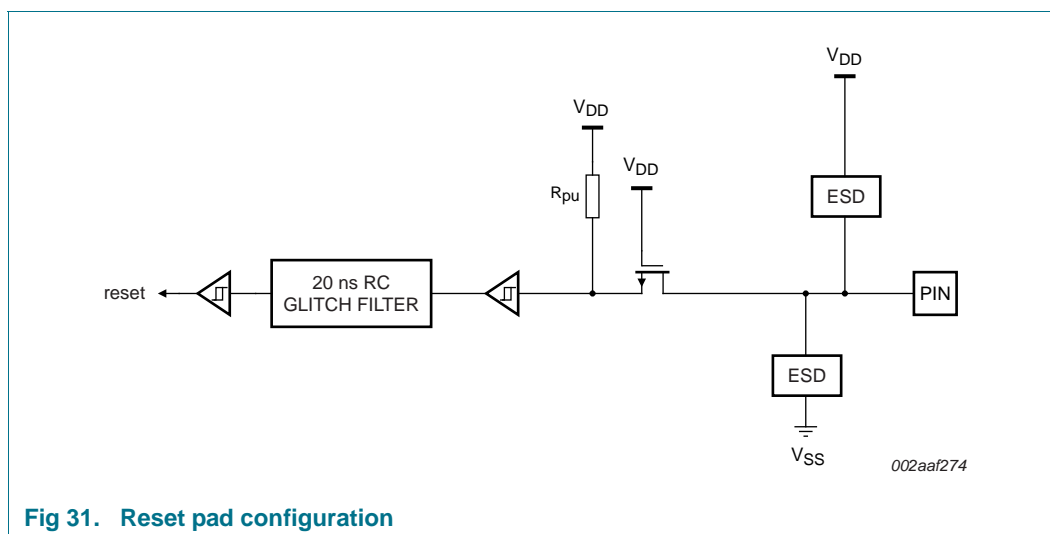 VDD
VDD
VDD
Rpu
ESD
reset
20 ns RC
GLITCH FILTER
PIN
ESD
VSS
002aaf274
Fig 31. Reset pad configuration